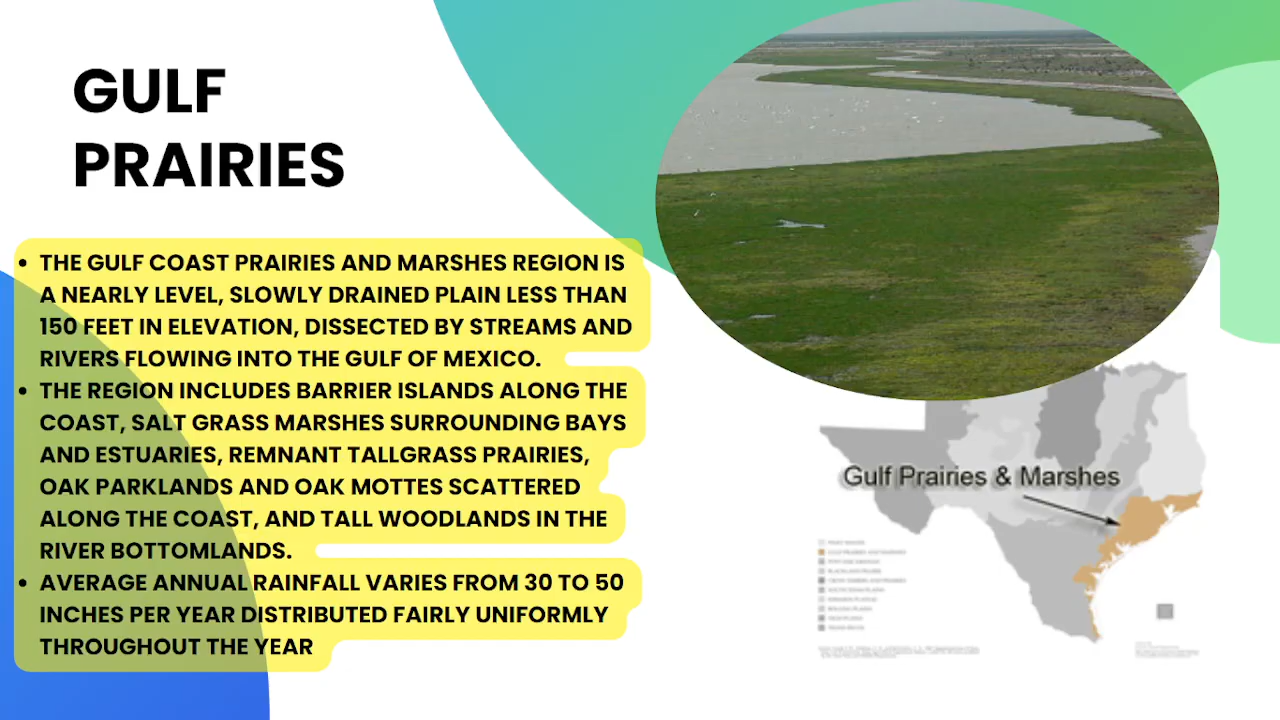 GULF
PRAIRIES
• THE GULF COAST PRAIRIES AND MARSHES REGION IS
A NEARLY LEVEL, SLOWLY DRAINED PLAIN LESS THAN
150 FEET IN ELEVATION, DISSECTED BY STREAMS AND
RIVERS FLOWING INTO THE GULF OF MEXICO.
• THE REGION INCLUDES BARRIER ISLANDS ALONG THE
COAST, SALT GRASS MARSHES SURROUNDING BAYS
AND ESTUARIES, REMNANT TALLGRASS PRAIRIES,
OAK PARKLANDS AND OAK MOTTES SCATTERED
ALONG THE COAST, AND TALL WOODLANDS IN THE
RIVER BOTTOMLANDS.
• AVERAGE ANNUAL RAINFALL VARIES FROM 30 TO 50
INCHES PER YEAR DISTRIBUTED FAIRLY UNIFORMLY
THROUGHOUT THE YEAR
Gulf Prairies & Marshes